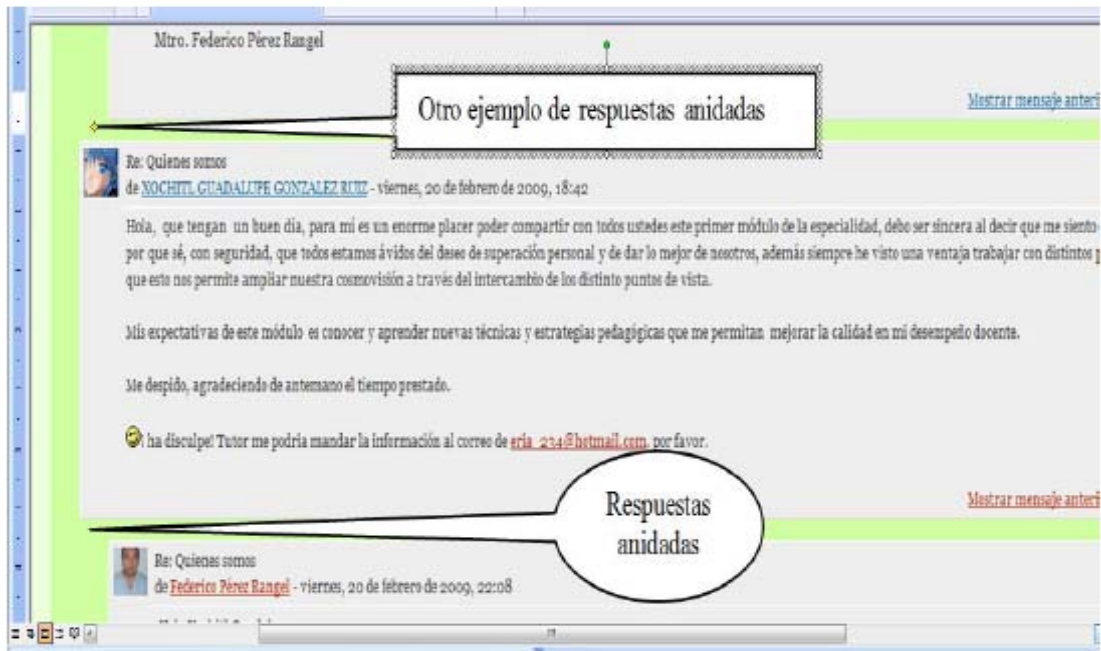 Mtro. Federico Pérez Rangel
Otro ejemplo de respuestas anidadas
Mostrar mensaje anteri
Re: Quienes somos
de XOCHITL GUADALUPE GONZALEZ RUIZ - viernes, 20 de febrero de 2009, 18:42
Hola, que tengan un buen día, para mí es un enorme placer poder compartir con todos ustedes este primer módulo de la especialidad, debo ser sincera al decir que me siento
por que sé, con seguridad, que todos estamos ávidos del deseo de superación personal y de dar lo mejor de nosotros, además siempre he visto una ventaja trabajar con distintos
que esto nos permite ampliar nuestra cosmovisión a través del intercambio de los distinto puntos de vista.
Mis expectativas de este módulo es conocer y aprender nuevas técnicas y estrategias pedagógicas que me permitan mejorar la calidad en mi desempeño docente.
Me despido, agradeciendo de antemano el tiempo prestado.
ha disculpe! Tutor me podria mandar la información al correo de eria_234@hotmail.com, por favor.
Mostrar mensaje anteri
Respuestas
anidadas
Re: Quienes somos
de Federico Pérez Rangel - viernes, 20 de febrero de 2009, 22:08